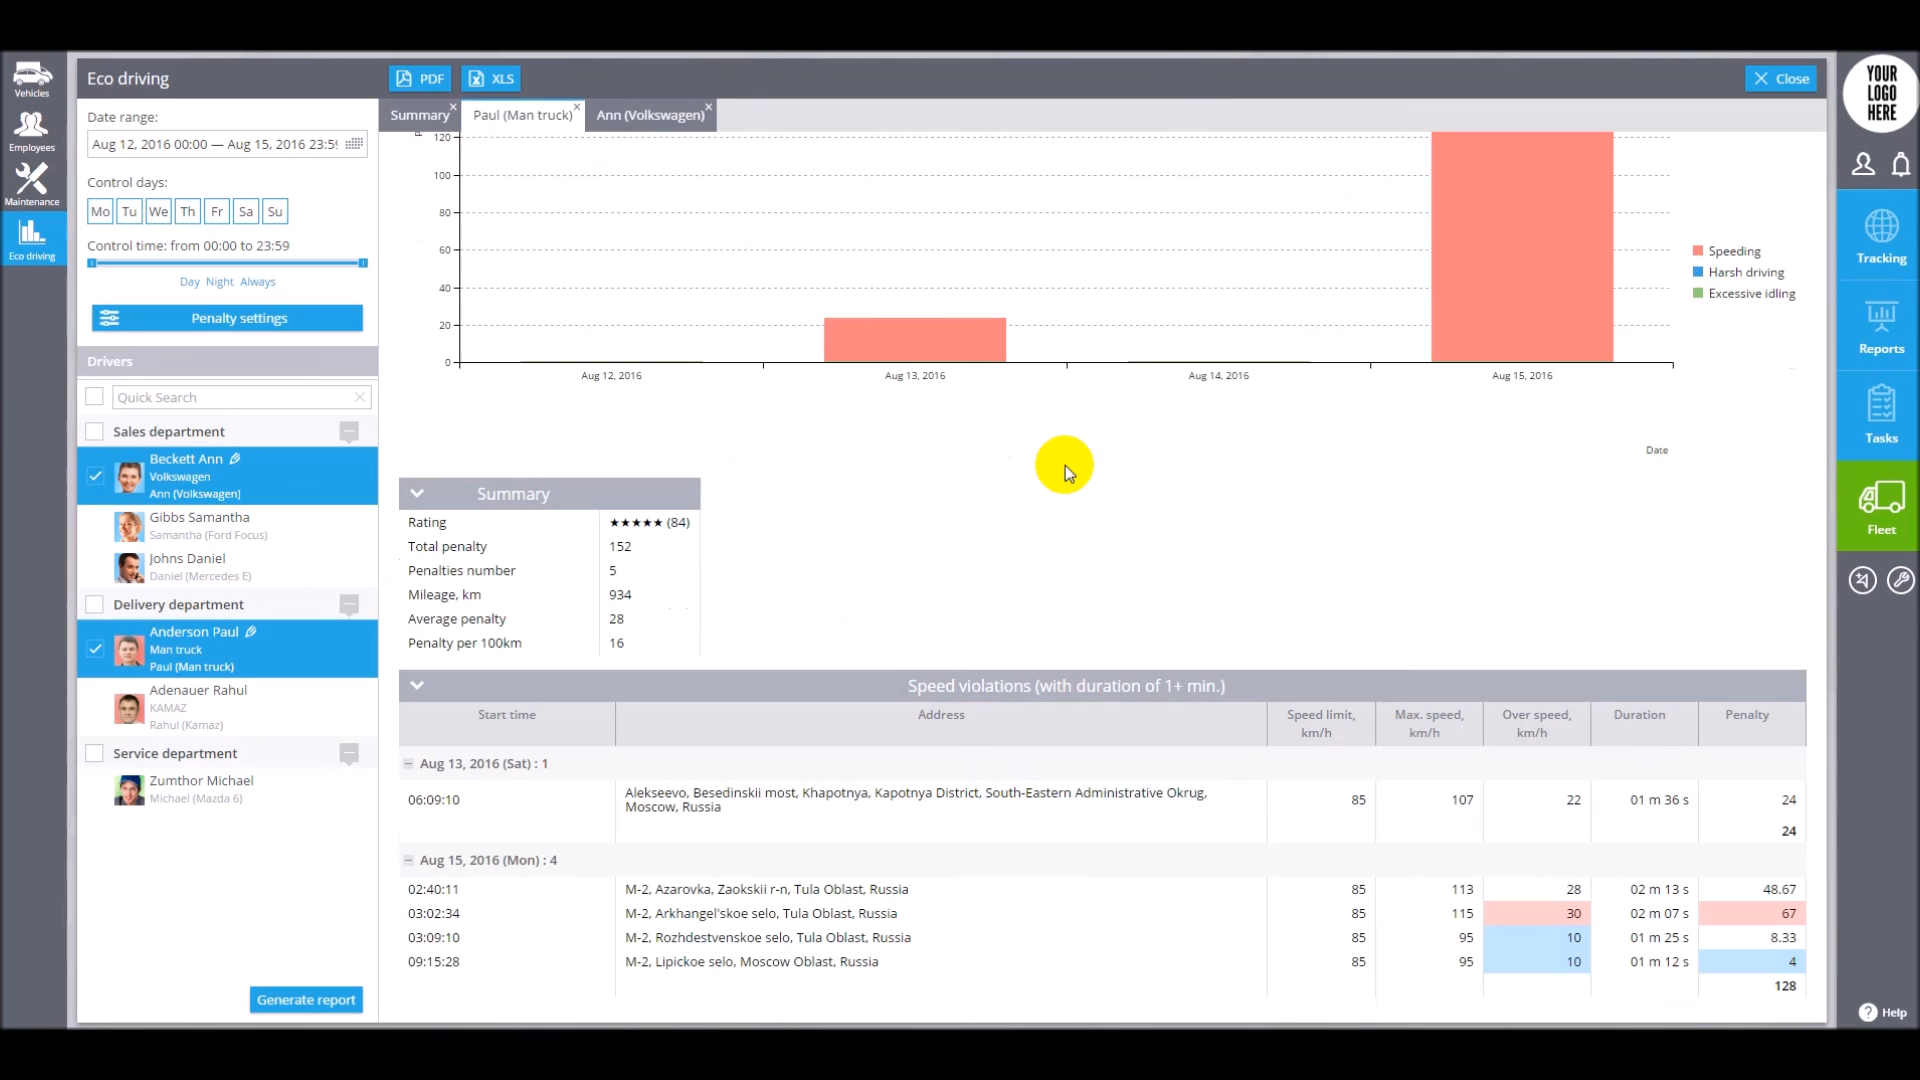 Vehicles
Employees
Maintenance
Eco driving
Eco driving
Date range:
Aug 12, 2016 00:00 — Aug 15, 2016 23:59
Control days:
Mo Tu We Th Fr Sa Su
Control time: from 00:00 to 23:59
Day Night Always
Penalty settings
Drivers
Quick Search
Sales department
Beckett Ann
Volkswagen
Ann (Volkswagen)
Gibbs Samantha
Samantha (Ford Focus)
Johns Daniel
Daniel (Mercedes E)
Delivery department
Anderson Paul
Man truck
Paul (Man truck)
Adenauer Rahul
KAMAZ
Rahul (Kamaz)
Service department
Zumthor Michael
Michael (Mazda 6)
Generate report
PDF XLS Close
Summary Paul (Man truck) Ann (Volkswagen)
120
100
80
60
40
20
0
Aug 12, 2016 Aug 13, 2016 Aug 14, 2016 Aug 15, 2016
Date
Speeding
Harsh driving
Excessive idling
Summary
Rating ★★★★★ (84)
Total penalty 152
Penalties number 5
Mileage, km 934
Average penalty 28
Penalty per 100km 16
Speed violations (with duration of 1+ min.)
Start time Address Speed limit, km/h Max. speed, km/h Over speed, km/h Duration Penalty
Aug 13, 2016 (Sat) : 1
06:09:10 Alekseevo, Besedinskii most, Khapotnya, Kapotnya District, South-Eastern Administrative Okrug, Moscow, Russia 85 107 22 01 m 36 s 24
24
Aug 15, 2016 (Mon) : 4
02:40:11 M-2, Azarovka, Zaokskii r-n, Tula Oblast, Russia 85 113 28 02 m 13 s 48.67
03:02:34 M-2, Arkhangel'skoe selo, Tula Oblast, Russia 85 115 30 02 m 07 s 67
03:09:10 M-2, Rozhdestvenskoe selo, Tula Oblast, Russia 85 95 10 01 m 25 s 8.33
09:15:28 M-2, Lipickoe selo, Moscow Oblast, Russia 85 95 10 01 m 12 s 4
128
YOUR
LOGO
HERE
Tracking
Reports
Tasks
Fleet
? Help